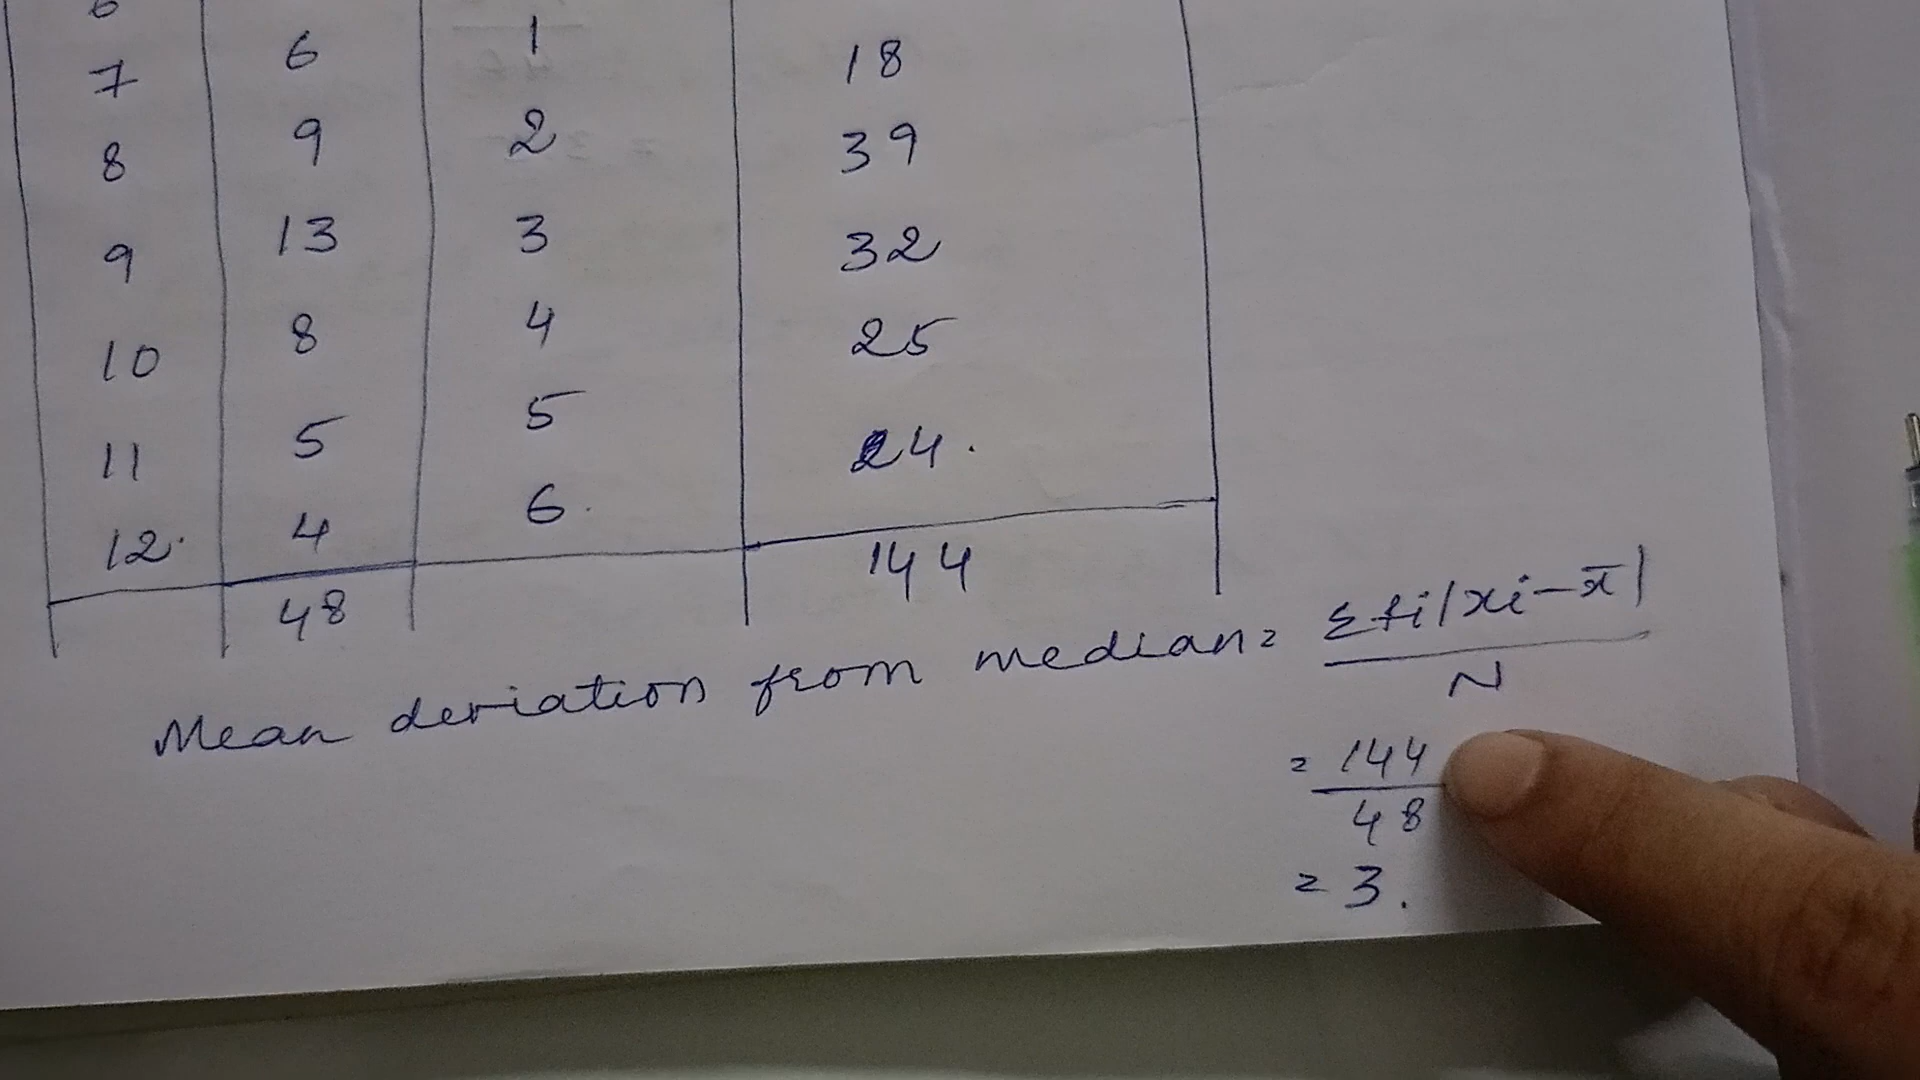 6
7 6 1 18
8 9 2 39
9 13 3 32
10 8 4 25
11 5 5 24.
12. 4 6.
48 144
Mean deviation from median = Σfi|xi-x̄|
N
= 144
48
= 3.